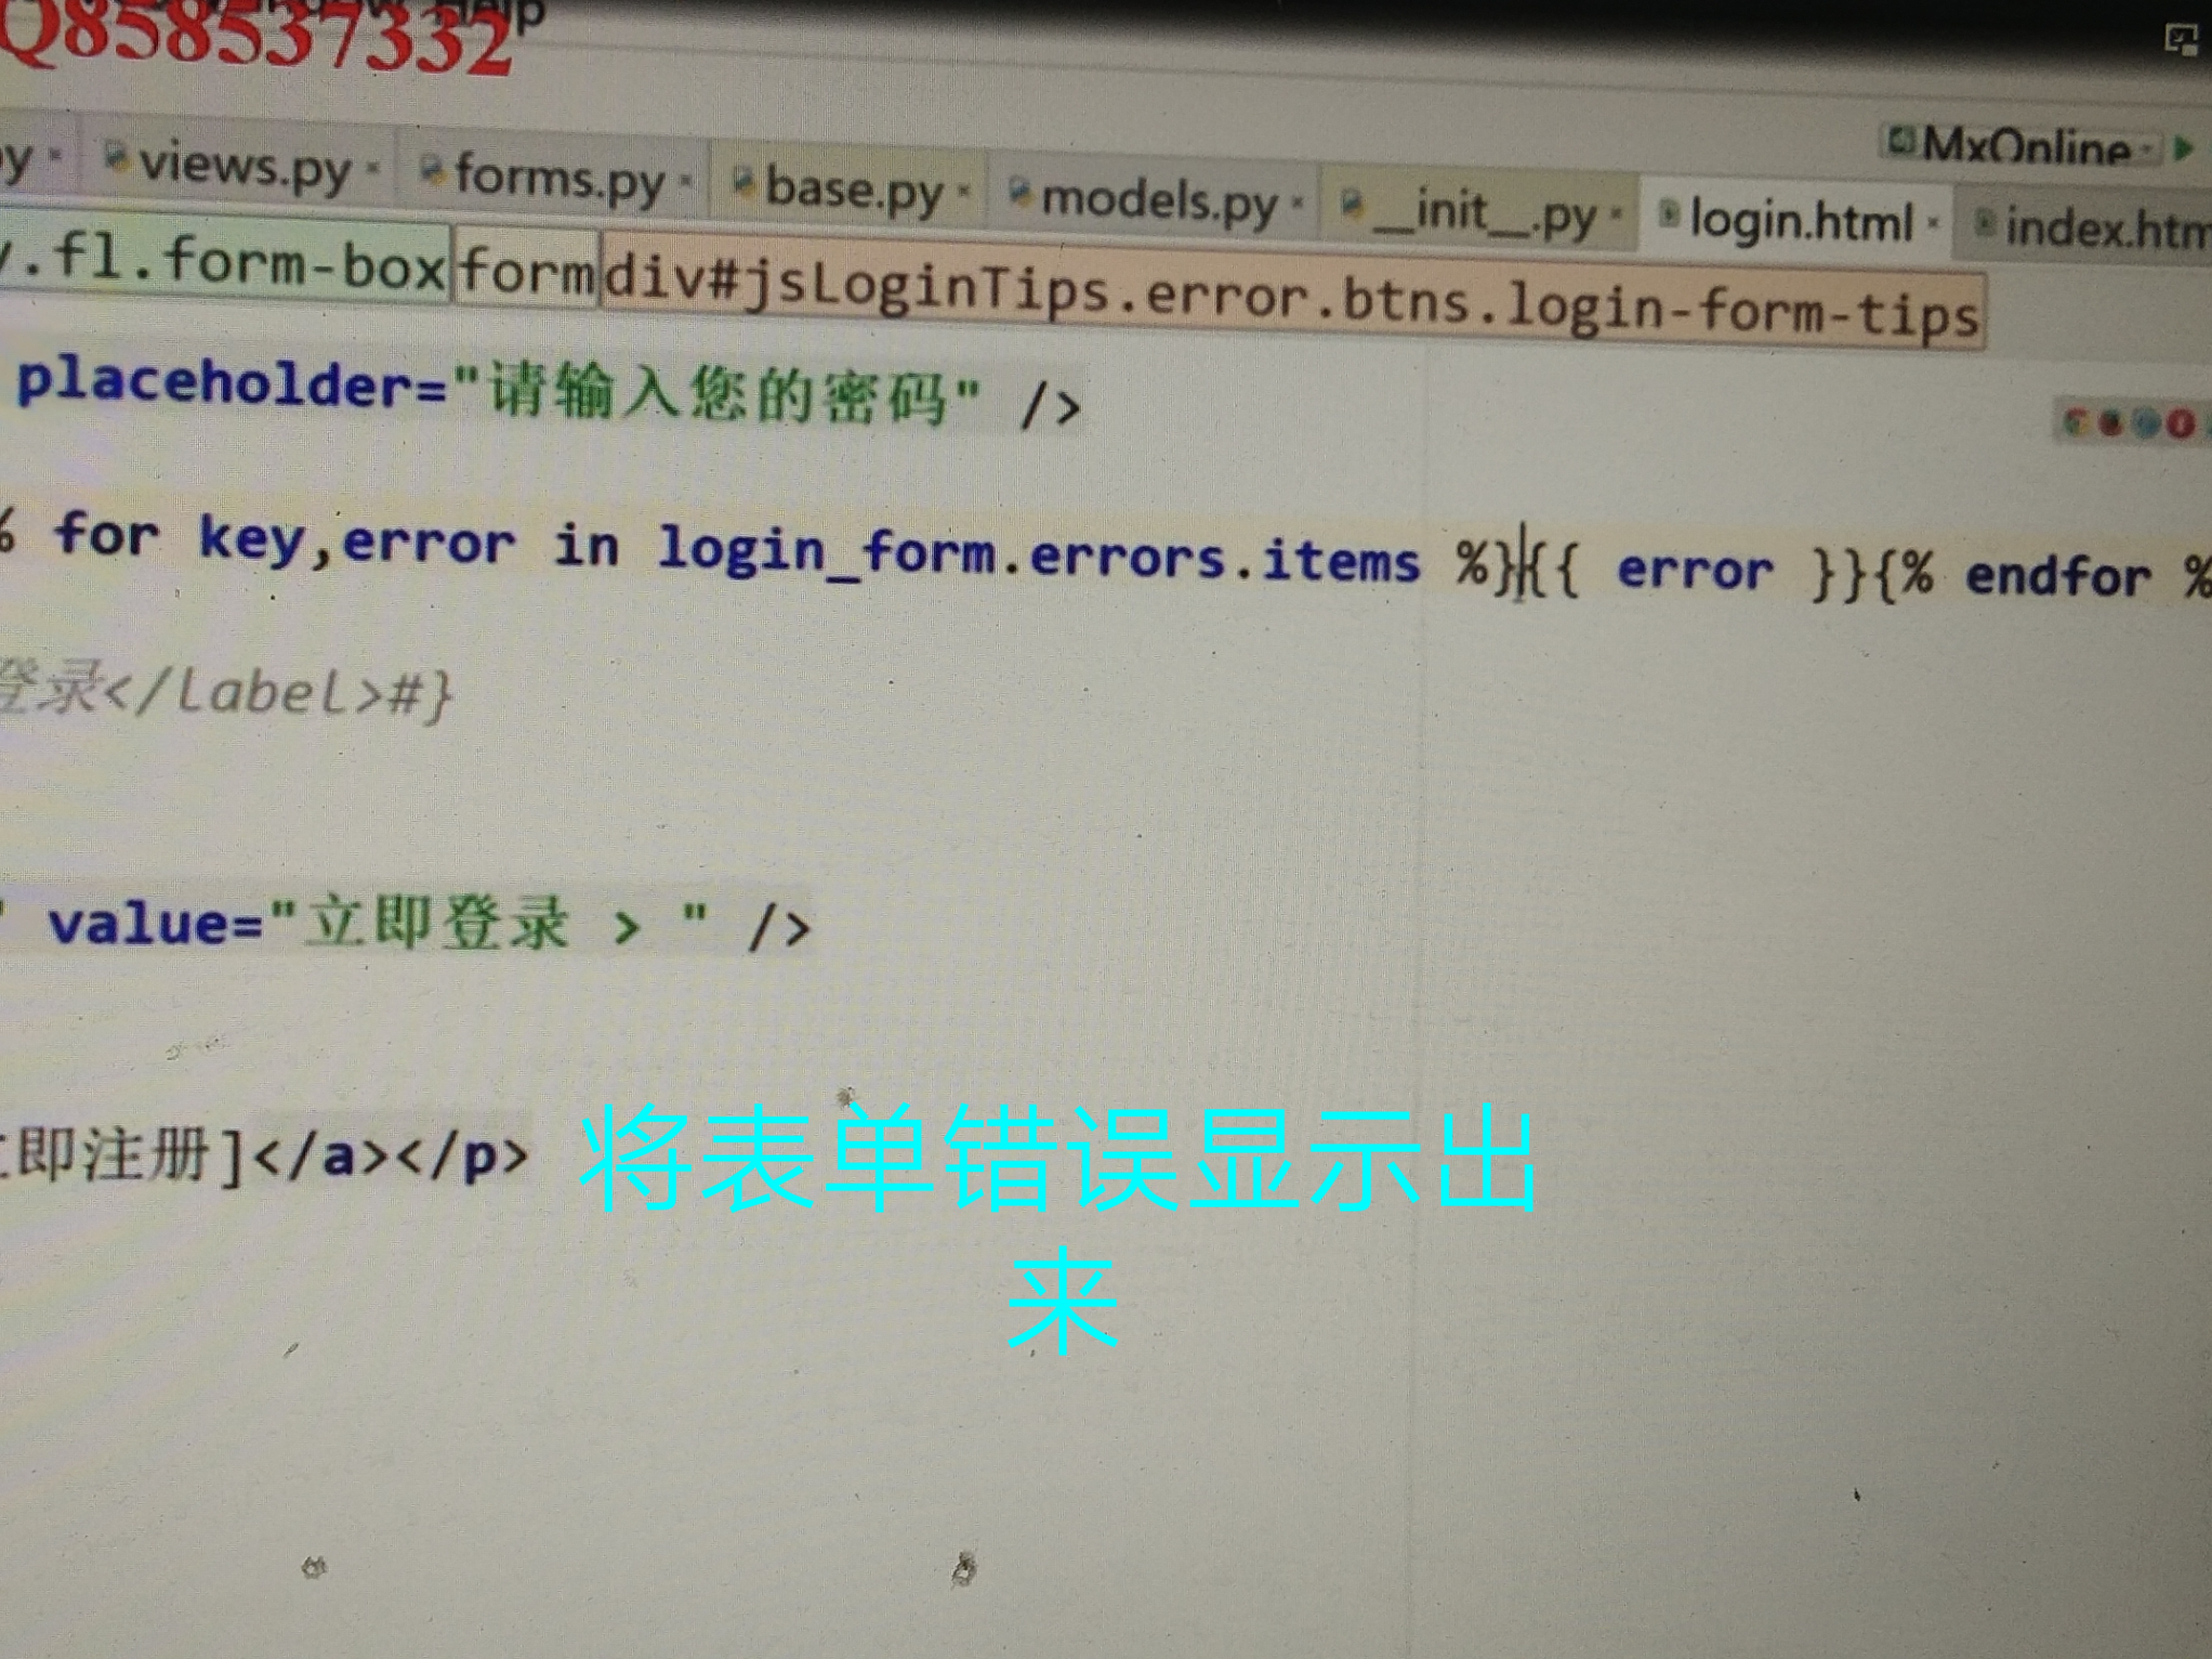 Q858537332
MxOnline
views.py forms.py base.py models.py __init__.py login.html index.htm
.fl.form-box form div#jsLoginTips.error.btns.login-form-tips
placeholder="请输入您的密码" />
% for key,error in login_form.errors.items %}{{ error }}{% endfor %
登录</label>#}
value="立即登录 > " />
即注册]</a></p>
将表单错误显示出
来